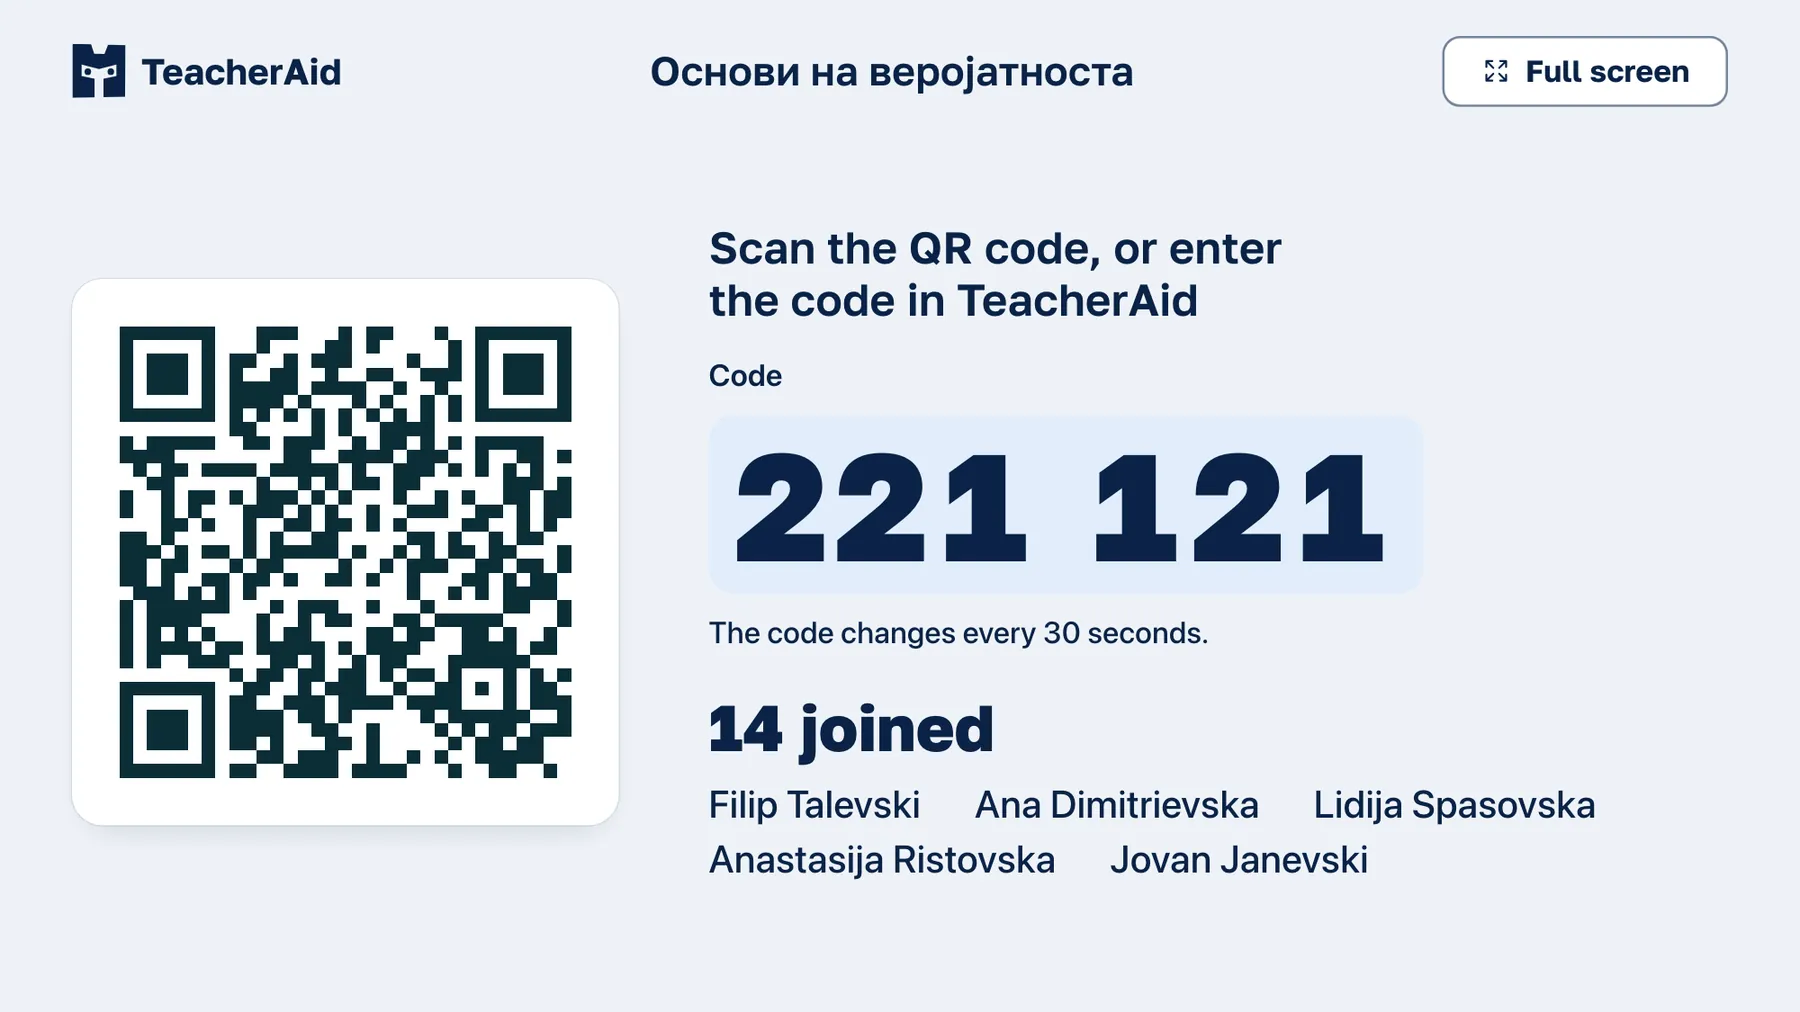 TeacherAid
Основи на веројатноста
Full screen
Scan the QR code, or enter
the code in TeacherAid
Code
221 121
The code changes every 30 seconds.
14 joined
Filip Talevski Ana Dimitrievska Lidija Spasovska
Anastasija Ristovska Jovan Janevski